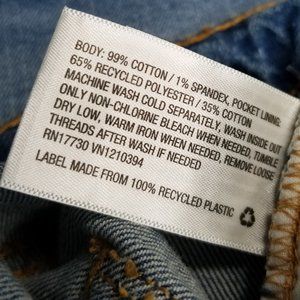 BODY: 99% COTTON / 1% SPANDEX, POCKET LINING:
65% RECYCLED POLYESTER / 35% COTTON
MACHINE WASH COLD SEPARATELY, WASH INSIDE OUT
ONLY NON-CHLORINE BLEACH WHEN NEEDED, TUMBLE
DRY LOW, WARM IRON WHEN NEEDED, REMOVE LOOSE
THREADS AFTER WASH IF NEEDED
RN17730 VN1210394
LABEL MADE FROM 100% RECYCLED PLASTIC